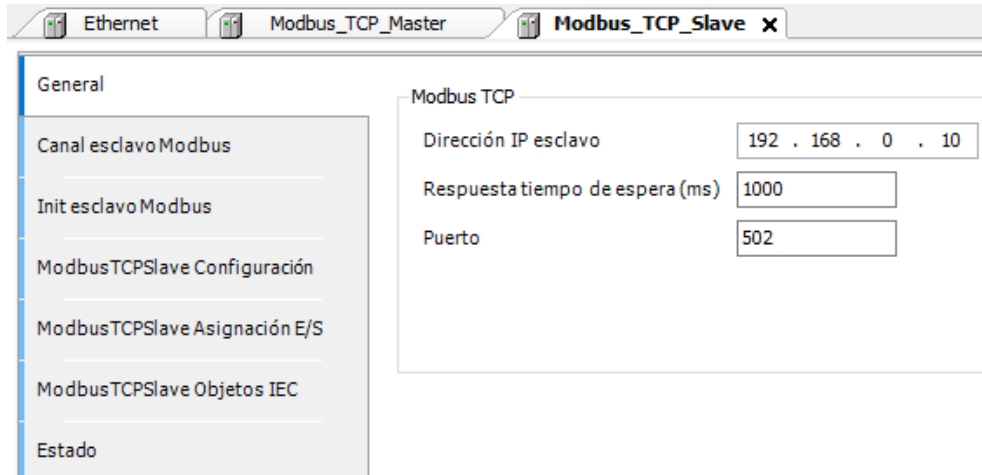 Ethernet Modbus_TCP_Master Modbus_TCP_Slave X
General
Modbus TCP
Dirección IP esclavo 192 . 168 . 0 . 10
Canal esclavo Modbus
Respuesta tiempo de espera (ms) 1000
Init esclavo Modbus
Puerto 502
ModbusTCPSlave Configuración
ModbusTCPSlave Asignación E/S
ModbusTCPSlave Objetos IEC
Estado